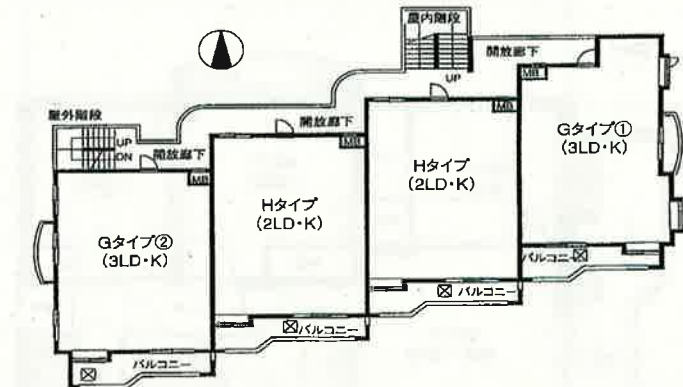 屋内階段
開放廊下
UP
MB
Gタイプ①
(3LD・K)
MB
Hタイプ
(2LD・K)
屋外階段
UP
DN
開放廊下
開放廊下
MB
MB
Hタイプ
(2LD・K)
Gタイプ②
(3LD・K)
バルコニー
バルコニー
バルコニー
バルコニー